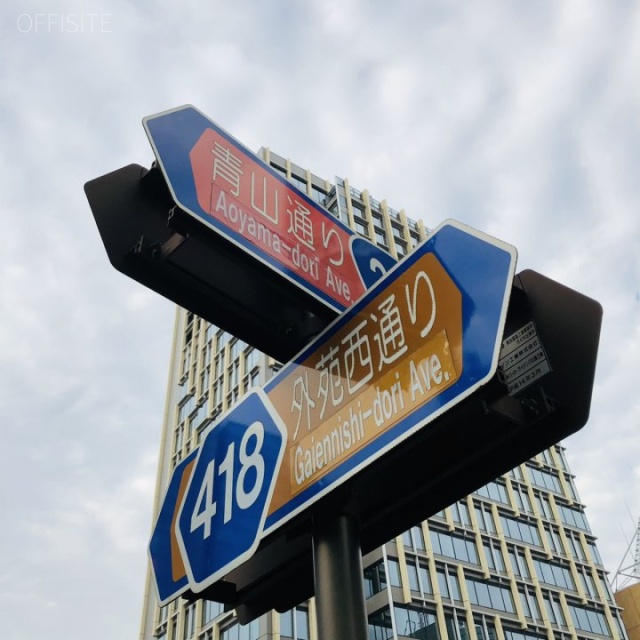 OFFISITE
青山通り
Aoyama-dori Ave.
外苑西通り
Gaiennishi-dori Ave.
418